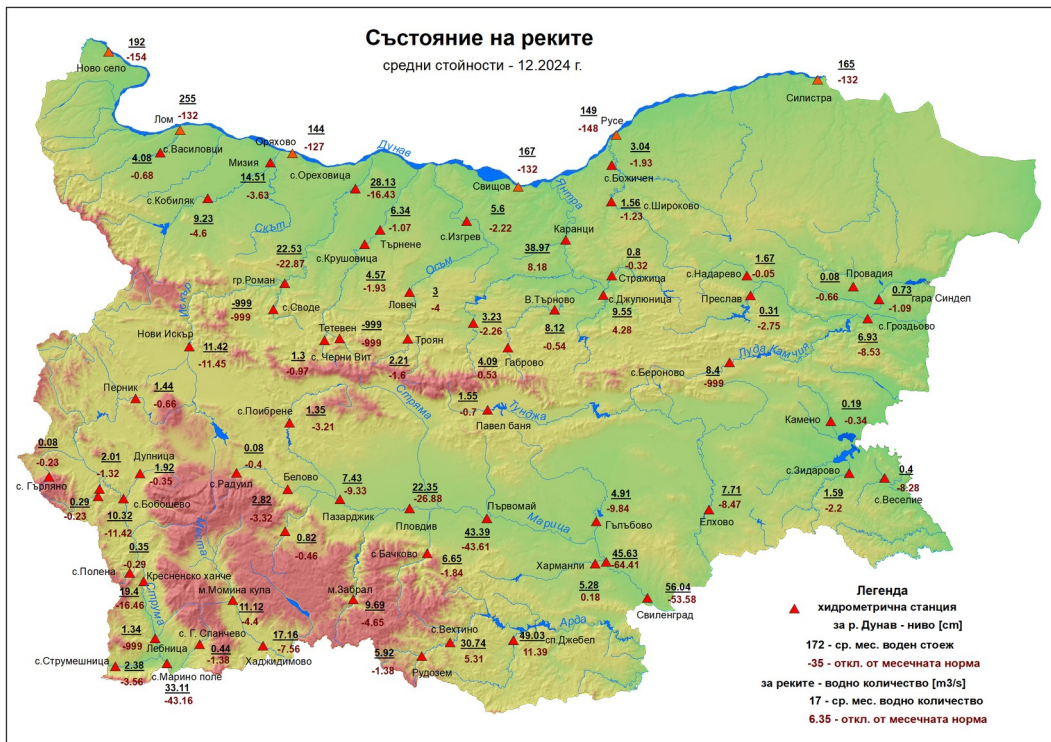 Състояние на реките
средни стойности - 12.2024 г.
192
-154
Ново село
255
-132
Лом
с.Василовци
4.08
-0.68
Оряхово
144
-127
Мизия
14.51
-3.63
с.Кобиляк
9.23
-4.6
Скът
с.Ореховица
28.13
-16.43
Дунав
6.34
-1.07
Търнене
с.Крушовица
4.57
-1.93
167
-132
Свищов
5.6
-2.22
с.Изгрев
Осъм
149
-148
Русе
165
-132
Силистра
3.04
-1.93
с.Божичен
1.56
-1.23
с.Широково
Янтра
Каранци
38.97
8.18
0.8
-0.32
Стражица
с.Джулюница
9.55
4.28
В.Търново
8.12
-0.54
с.Надарево
1.67
-0.05
Преслав
0.31
-2.75
Провадия
0.08
-0.66
0.73
-1.09
гара Синдел
с.Гроздьово
6.93
-8.53
22.53
-22.87
гр.Роман
-999
-999
с.Своде
Искър
Нови Искър
11.42
-11.45
Тетевен
-999
-999
1.3
-0.97
с. Черни Вит
Ловеч
3
-4
Троян
2.21
-1.6
3.23
-2.26
Габрово
4.09
0.53
Луда Камчия
с.Бероново
8.4
-999
Перник
1.44
-0.66
с.Поибрене
1.35
-3.21
Стряма
1.55
-0.7
Павел баня
Тунджа
0.19
-0.34
Камено
0.08
-0.23
с. Гърляно
2.01
-1.32
Дупница
1.92
-0.35
0.29
-0.23
с.Бобошево
10.32
-11.42
0.08
-0.4
с.Радуил
Белово
2.82
-3.32
0.82
-0.46
7.43
-9.33
Пазарджик
22.35
-26.88
Пловдив
Първомай
43.39
-43.61
Марица
4.91
-9.84
Гълъбово
7.71
-8.47
Елхово
с.Зидарово
1.59
-2.2
0.4
-8.28
с.Веселие
0.35
-0.29
с.Полена
Кресненско ханче
19.4
-16.46
Струма
Места
м.Момина кула
11.12
-4.4
с.Бачково
6.65
-1.84
м.Забрал
9.69
-4.65
Харманли
45.63
-64.41
5.28
0.18
56.04
-53.58
Свиленград
1.34
-999
Лебница
с.Струмешница
2.38
-3.56
с.Марино поле
33.11
-43.16
с. Г. Спанчево
0.44
-1.38
17.16
-7.56
Хаджидимово
5.92
-1.38
Рудозем
с.Вехтино
30.74
5.31
Арда
49.03
11.39
сп.Джебел
Легенда
хидрометрична станция
за р. Дунав - ниво [cm]
172 - ср. мес. воден стоеж
-35 - откл. от месечната норма
за реките - водно количество [m3/s]
17 - ср. мес. водно количество
6.35 - откл. от месечната норма